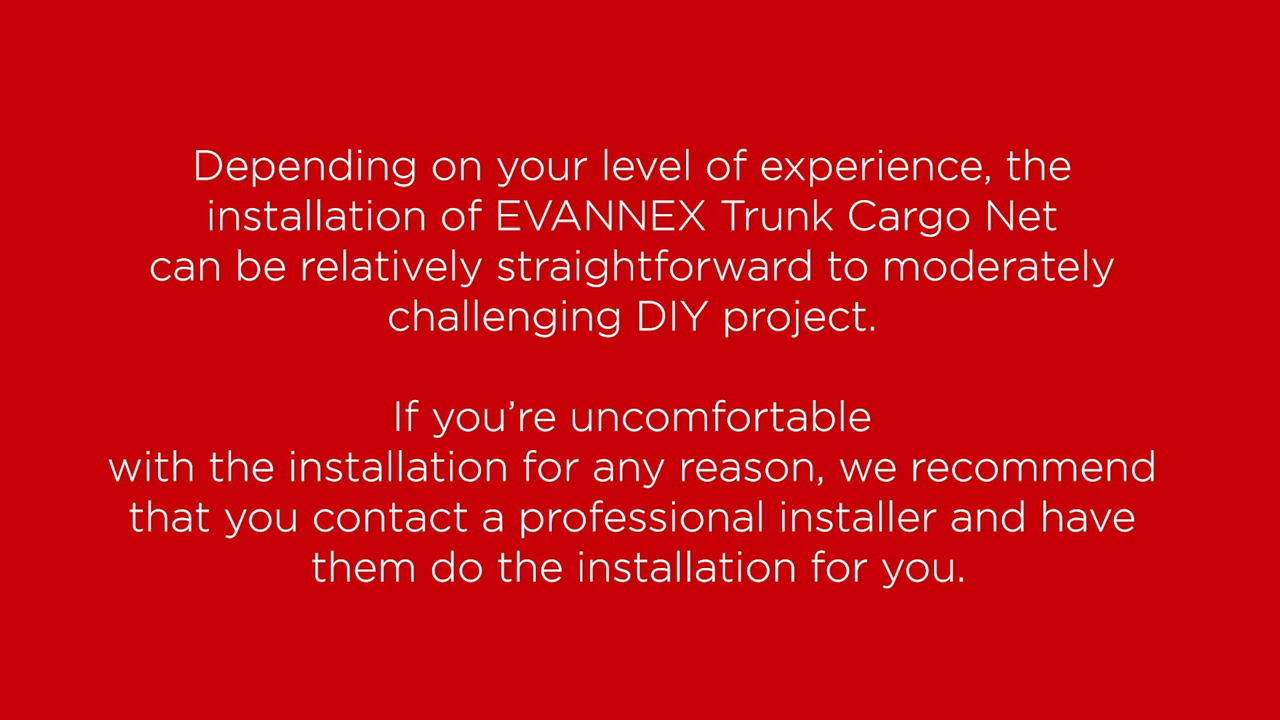 Depending on your level of experience, the
installation of EVANNEX Trunk Cargo Net
can be relatively straightforward to moderately
challenging DIY project.
If you’re uncomfortable
with the installation for any reason, we recommend
that you contact a professional installer and have
them do the installation for you.